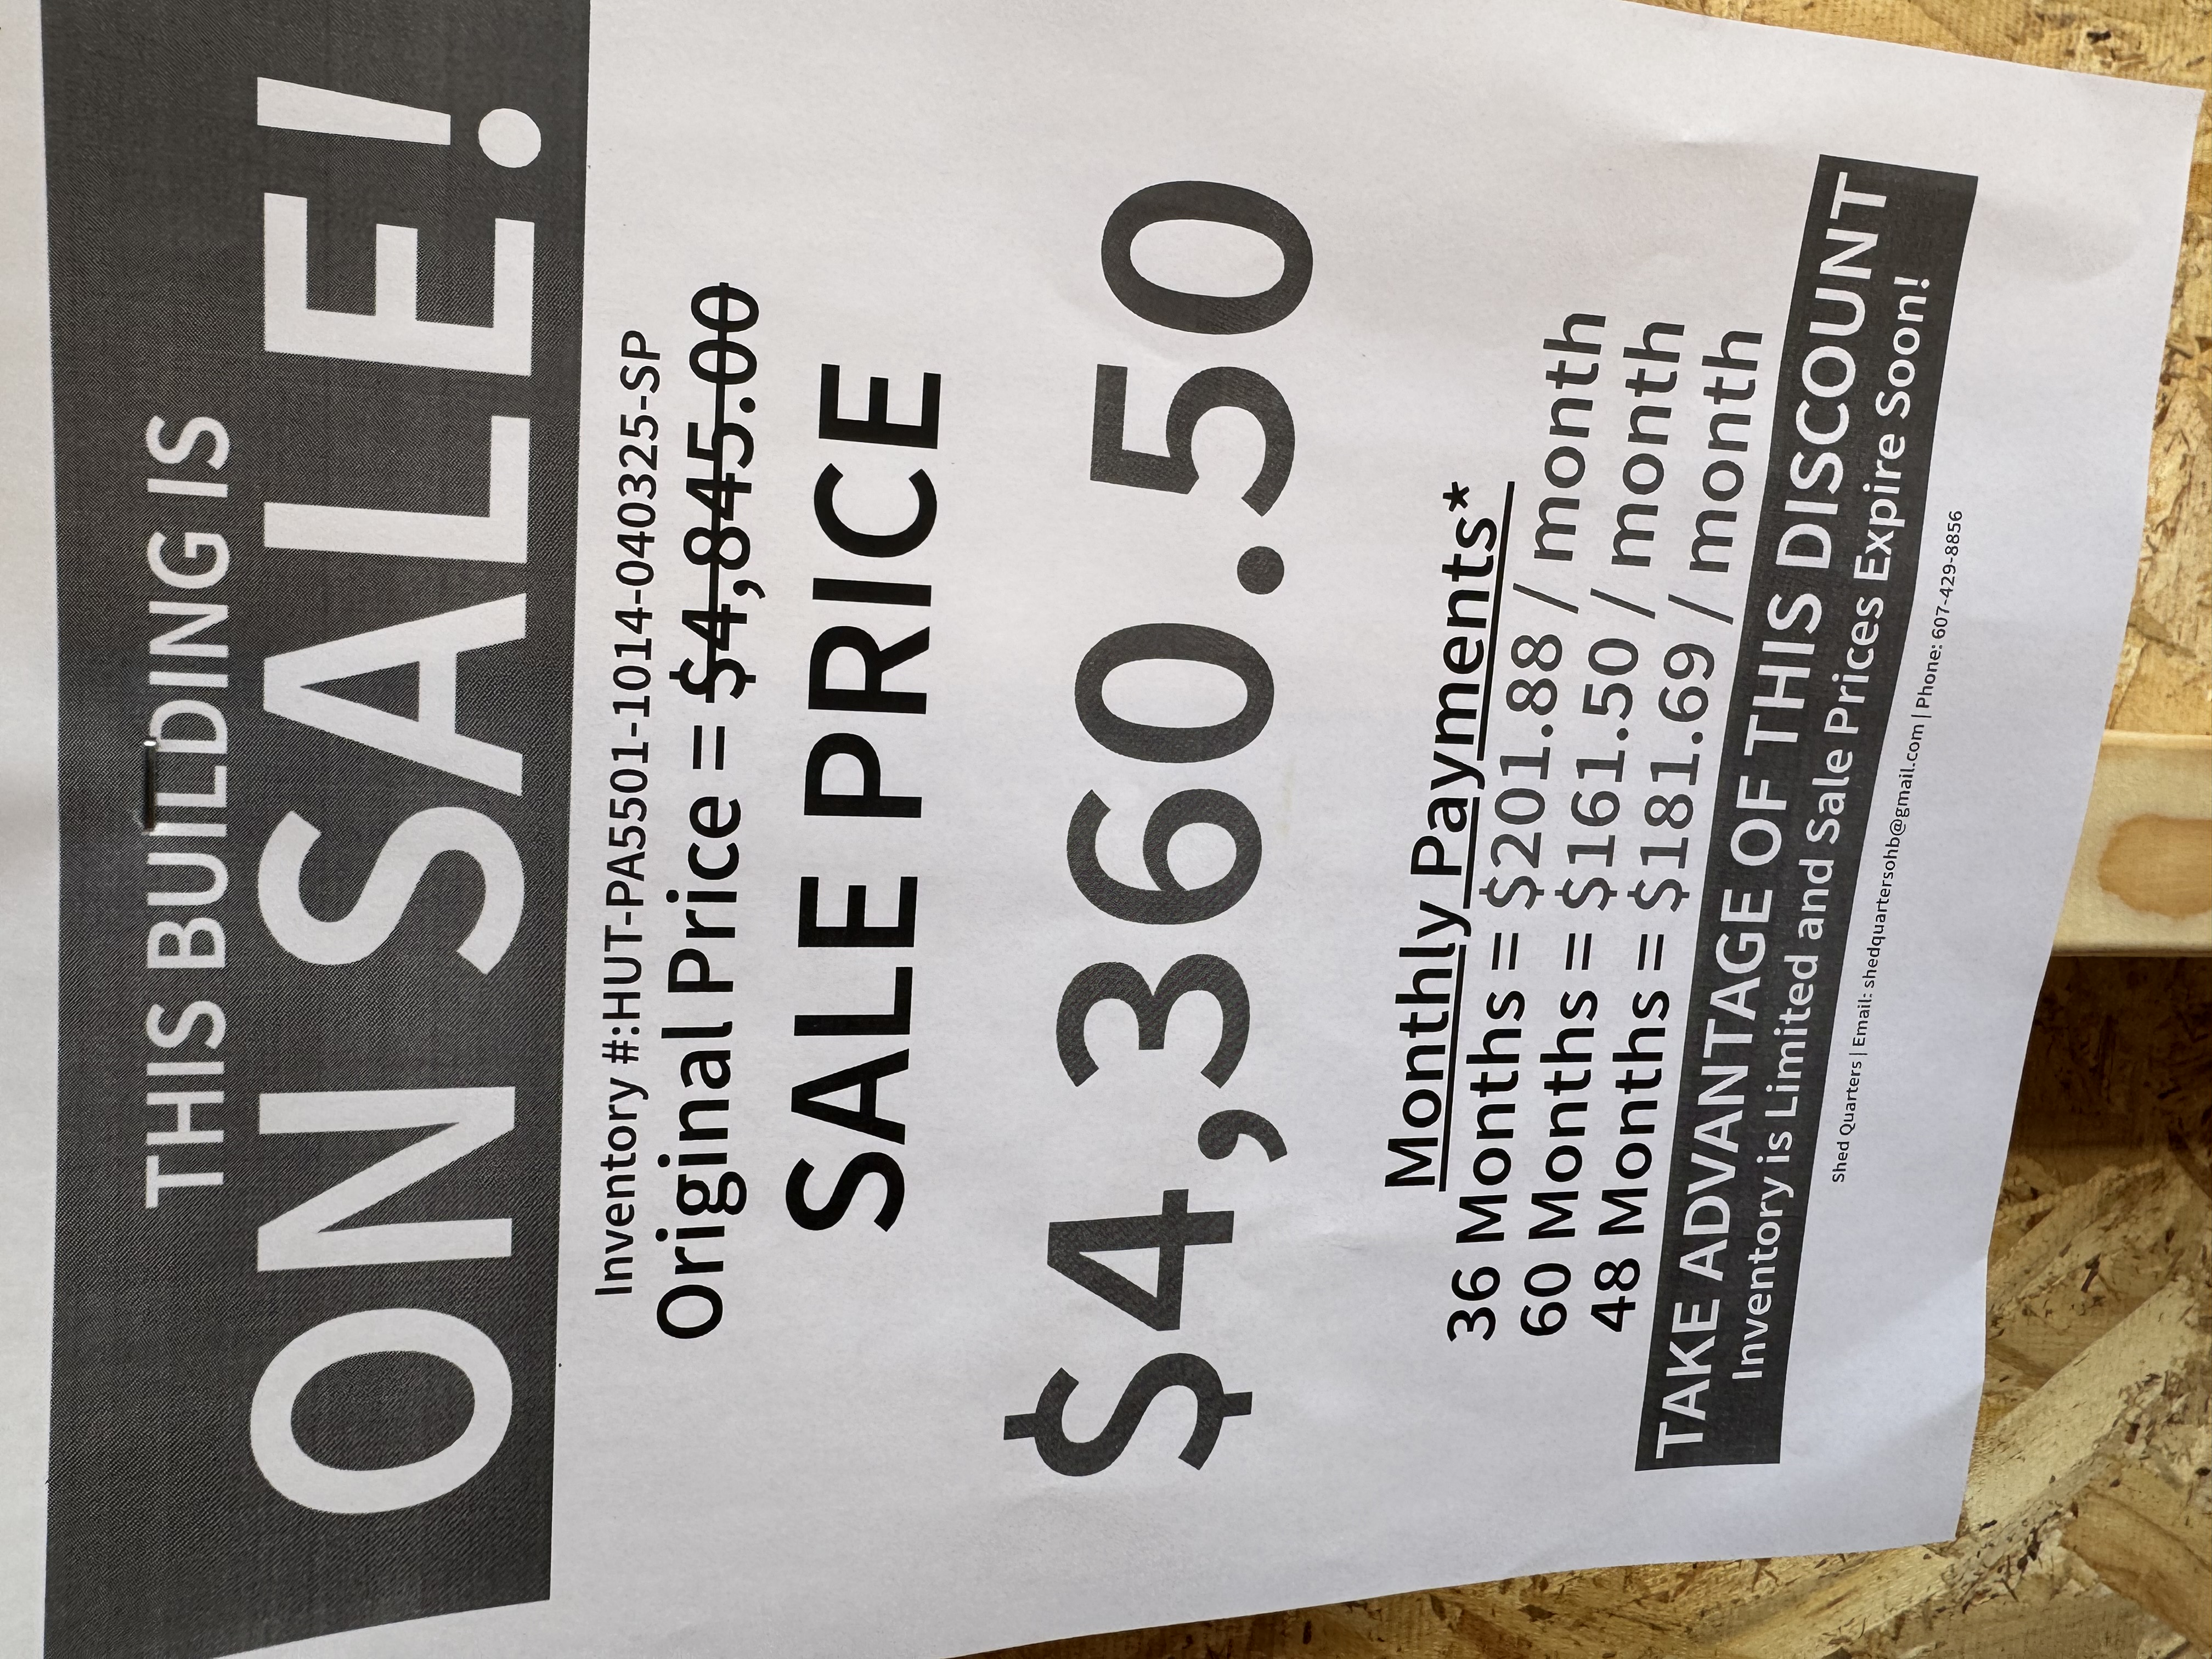 THIS BUILDING IS
ON SALE!
Inventory #:HUT-PA5501-1014-040325-SP
Original Price = $4,845.00
SALE PRICE
$4,360.50
Monthly Payments*
36 Months = $201.88 / month
60 Months = $161.50 / month
48 Months = $181.69 / month
TAKE ADVANTAGE OF THIS DISCOUNT
Inventory is Limited and Sale Prices Expire Soon!
Shed Quarters | Email: shedquartersohb@gmail.com | Phone: 607-429-8856